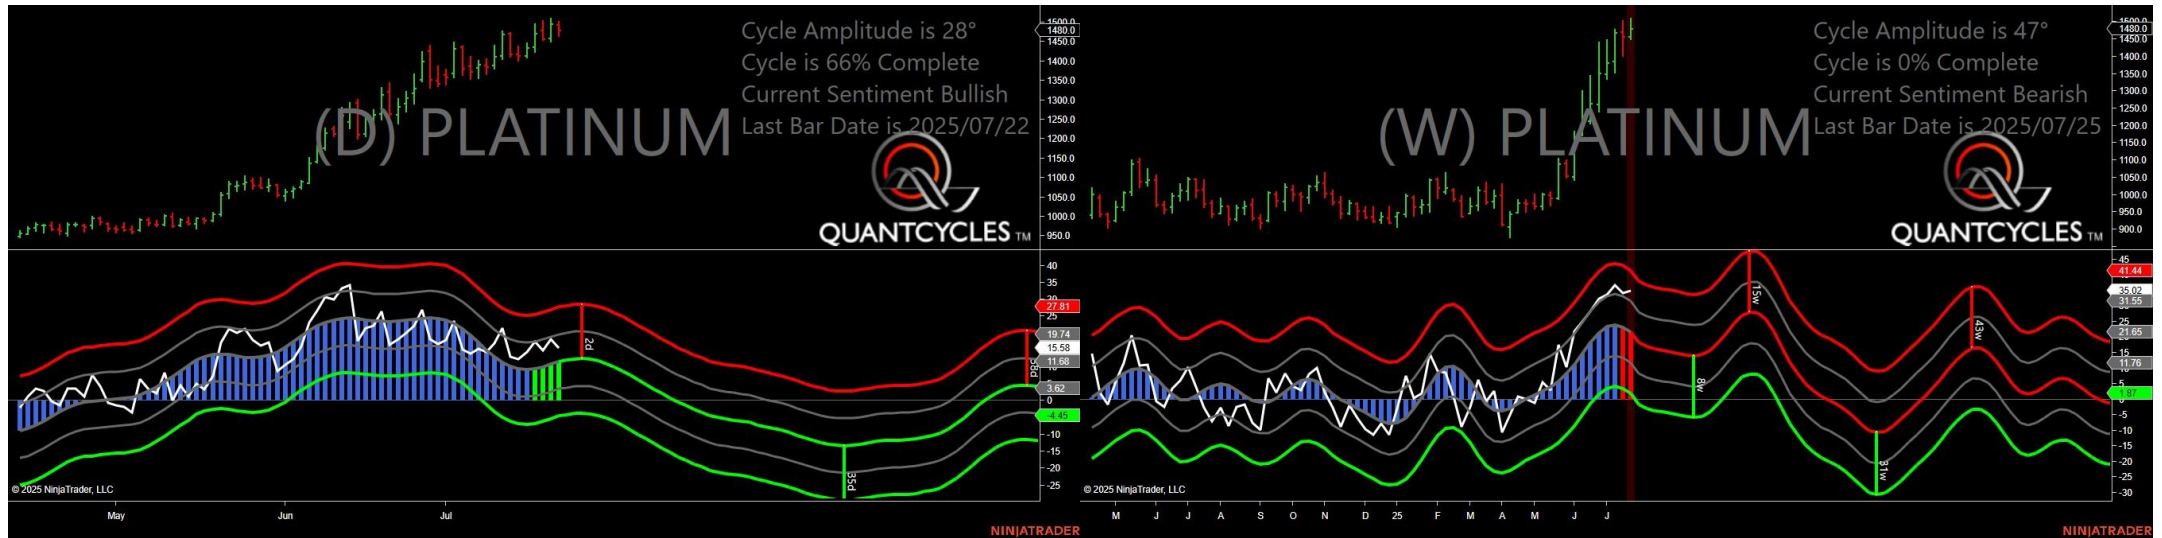 Cycle Amplitude is 28°
Cycle is 66% Complete
Current Sentiment Bullish
Last Bar Date is 2025/07/22
(D) PLATINUM
QUANTCYCLES TM
1500.0
1480.0
1450.0
1400.0
1350.0
1300.0
1250.0
1200.0
1150.0
1100.0
1050.0
1000.0
950.0
40
35
27.81
25
19.74
15.58
11.68
3.62
0
-4.45
-10
-15
-20
-25
2d
35d
© 2025 NinjaTrader, LLC
May
Jun
Jul
NINJATRADER
Cycle Amplitude is 47°
Cycle is 0% Complete
Current Sentiment Bearish
Last Bar Date is 2025/07/25
(W) PLATINUM
QUANTCYCLES TM
1480.0
1450.0
1400.0
1350.0
1300.0
1250.0
1200.0
1150.0
1100.0
1050.0
1000.0
950.0
900.0
45
41.44
35.02
31.55
25
21.65
15
11.76
5
1.87
-5
-10
-15
-20
-25
-30
8w
15w
31w
43w
© 2025 NinjaTrader, LLC
M J J A S O N D 25 F M A M J J
NINJATRADER